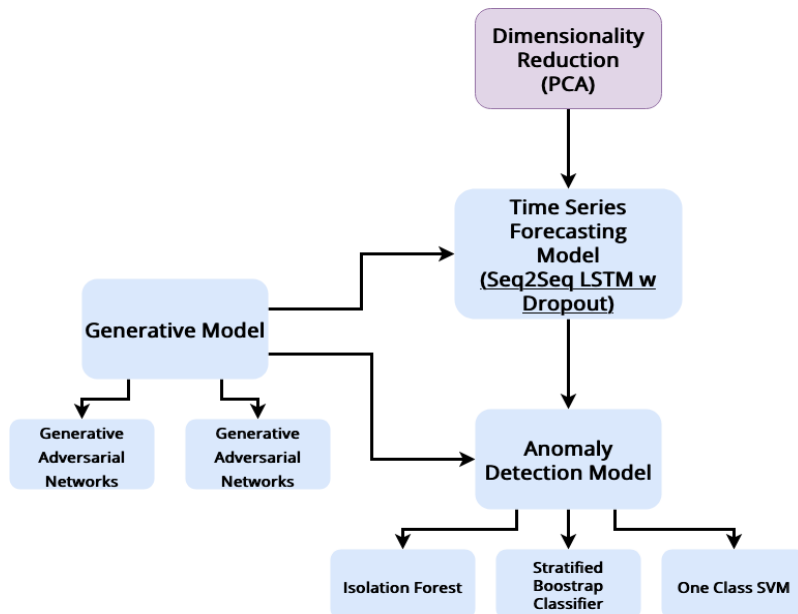 Dimensionality
Reduction
(PCA)
Time Series
Forecasting
Model
(Seq2Seq LSTM w
Dropout)
Generative Model
Generative
Adversarial
Networks
Generative
Adversarial
Networks
Anomaly
Detection Model
Isolation Forest
Stratified
Boostrap
Classifier
One Class SVM